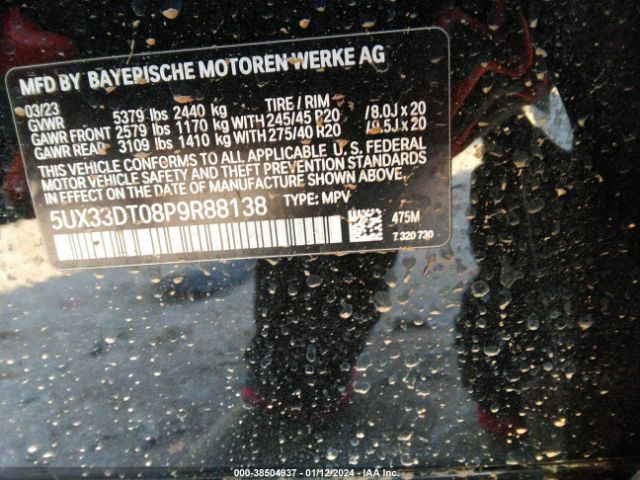 MFD BY BAYERISCHE MOTOREN WERKE AG
03/23
GVWR 5379 lbs 2440 kg TIRE / RIM
GAWR FRONT 2579 lbs 1170 kg WITH 245/45 R20 /8.0J x 20
GAWR REAR 3109 lbs 1410 kg WITH 275/40 R20 /9.5J x 20
THIS VEHICLE CONFORMS TO ALL APPLICABLE U.S. FEDERAL
MOTOR VEHICLE SAFETY AND THEFT PREVENTION STANDARDS
IN EFFECT ON THE DATE OF MANUFACTURE SHOWN ABOVE.
5UX33DT08P9R88138 TYPE: MPV
475M
7 320 730
000-38504937 - 01/12/2024 - IAA Inc.